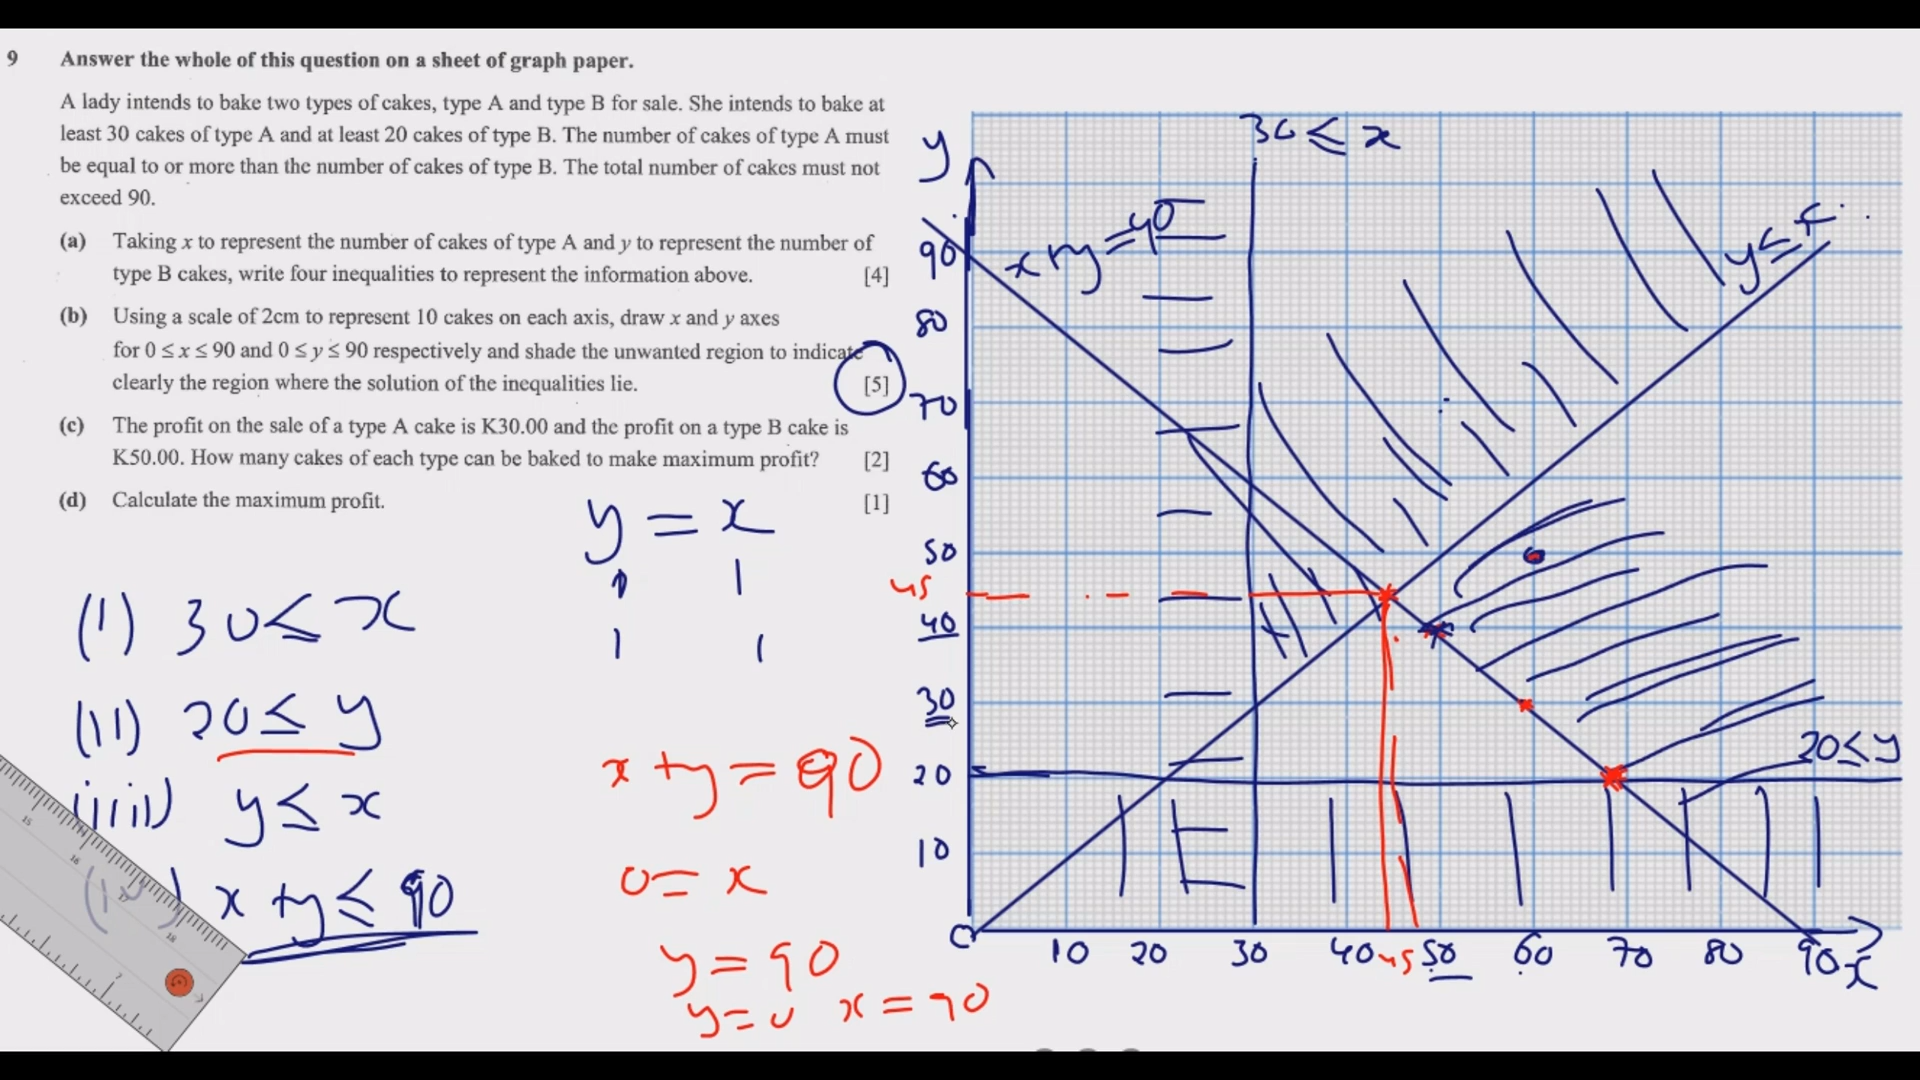 9 Answer the whole of this question on a sheet of graph paper.
A lady intends to bake two types of cakes, type A and type B for sale. She intends to bake at
least 30 cakes of type A and at least 20 cakes of type B. The number of cakes of type A must
be equal to or more than the number of cakes of type B. The total number of cakes must not
exceed 90.
(a) Taking x to represent the number of cakes of type A and y to represent the number of
type B cakes, write four inequalities to represent the information above. [4]
(b) Using a scale of 2cm to represent 10 cakes on each axis, draw x and y axes
for 0 ≤ x ≤ 90 and 0 ≤ y ≤ 90 respectively and shade the unwanted region to indicate
clearly the region where the solution of the inequalities lie. [5]
(c) The profit on the sale of a type A cake is K30.00 and the profit on a type B cake is
K50.00. How many cakes of each type can be baked to make maximum profit? [2]
(d) Calculate the maximum profit. [1]
y = x
1 1
(i) 30 ≤ x
(ii) 20 ≤ y
(iii) y ≤ x
(iv) x + y ≤ 90
x + y = 90
0 = x
y = 90
y = 0 x = 90
y
30 ≤ x
x + y = 90
y ≤ x
90
80
70
60
50
45
40
30
20
10
20 ≤ y
0 10 20 30 40 45 50 60 70 80 90 x
15
16
17
18